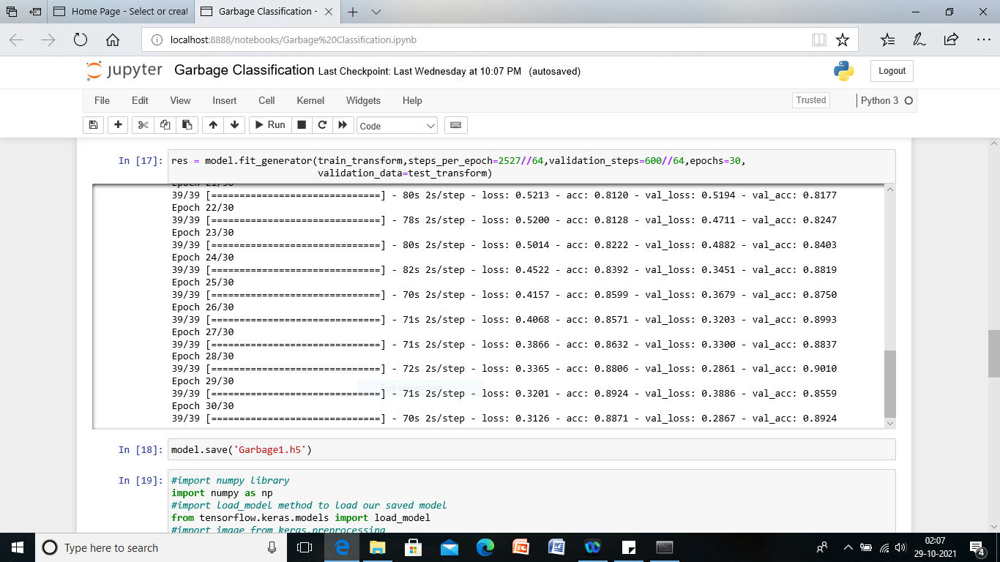 Home Page - Select or creat
Garbage Classification -
localhost:8888/notebooks/Garbage%20Classification.ipynb
jupyter Garbage Classification Last Checkpoint: Last Wednesday at 10:07 PM (autosaved)
Logout
File Edit View Insert Cell Kernel Widgets Help
Trusted
Python 3
Run
Code
In [17]: res = model.fit_generator(train_transform,steps_per_epoch=2527//64,validation_steps=600//64,epochs=30,
validation_data=test_transform)
Epoch 21/30
39/39 [==============================] - 80s 2s/step - loss: 0.5213 - acc: 0.8120 - val_loss: 0.5194 - val_acc: 0.8177
Epoch 22/30
39/39 [==============================] - 78s 2s/step - loss: 0.5200 - acc: 0.8128 - val_loss: 0.4711 - val_acc: 0.8247
Epoch 23/30
39/39 [==============================] - 80s 2s/step - loss: 0.5014 - acc: 0.8222 - val_loss: 0.4882 - val_acc: 0.8403
Epoch 24/30
39/39 [==============================] - 82s 2s/step - loss: 0.4522 - acc: 0.8392 - val_loss: 0.3451 - val_acc: 0.8819
Epoch 25/30
39/39 [==============================] - 70s 2s/step - loss: 0.4157 - acc: 0.8599 - val_loss: 0.3679 - val_acc: 0.8750
Epoch 26/30
39/39 [==============================] - 71s 2s/step - loss: 0.4068 - acc: 0.8571 - val_loss: 0.3203 - val_acc: 0.8993
Epoch 27/30
39/39 [==============================] - 71s 2s/step - loss: 0.3866 - acc: 0.8632 - val_loss: 0.3300 - val_acc: 0.8837
Epoch 28/30
39/39 [==============================] - 72s 2s/step - loss: 0.3365 - acc: 0.8806 - val_loss: 0.2861 - val_acc: 0.9010
Epoch 29/30
39/39 [==============================] - 71s 2s/step - loss: 0.3201 - acc: 0.8924 - val_loss: 0.3886 - val_acc: 0.8559
Epoch 30/30
39/39 [==============================] - 70s 2s/step - loss: 0.3126 - acc: 0.8871 - val_loss: 0.2867 - val_acc: 0.8924
In [18]: model.save('Garbage1.h5')
In [19]: #import numpy library
import numpy as np
#import load_model method to load our saved model
from tensorflow.keras.models import load_model
#import image from keras.preprocessing
Type here to search
02:07
29-10-2021
4